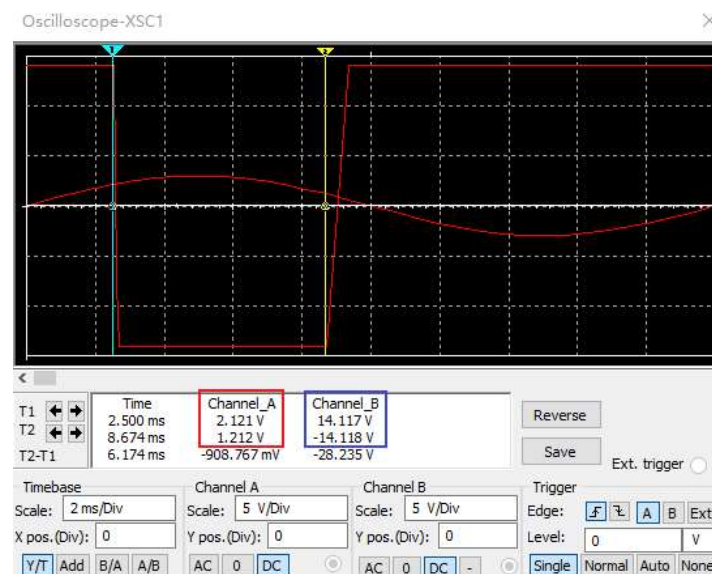 Oscilloscope-XSC1 ×
1 2
T1 Time Channel_A Channel_B Reverse
2.500 ms 2.121 V 14.117 V
T2 8.674 ms 1.212 V -14.118 V
T2-T1 6.174 ms -908.767 mV -28.235 V Save Ext. trigger
Timebase Channel A Channel B Trigger
Scale: 2 ms/Div Scale: 5 V/Div Scale: 5 V/Div Edge: A B Ext
X pos.(Div): 0 Y pos.(Div): 0 Y pos.(Div): 0 Level: 0 V
Y/T Add B/A A/B AC 0 DC AC 0 DC - Single Normal Auto None